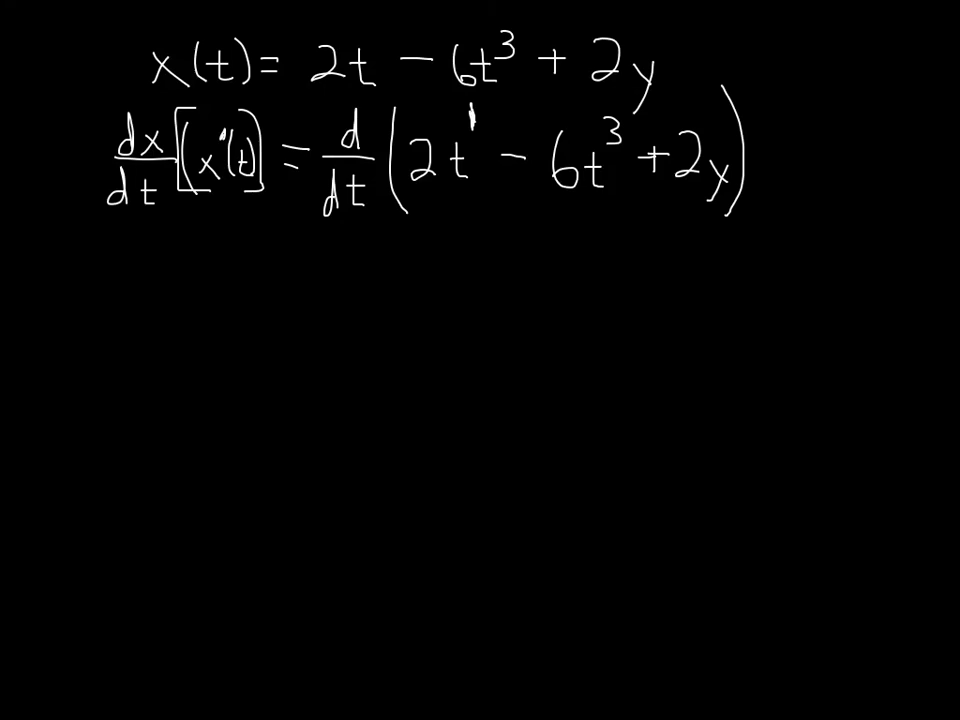 x(t) = 2t - 6t³ + 2y
dx/dt [(x(t)] = d/dt (2t¹ - 6t³ + 2y)